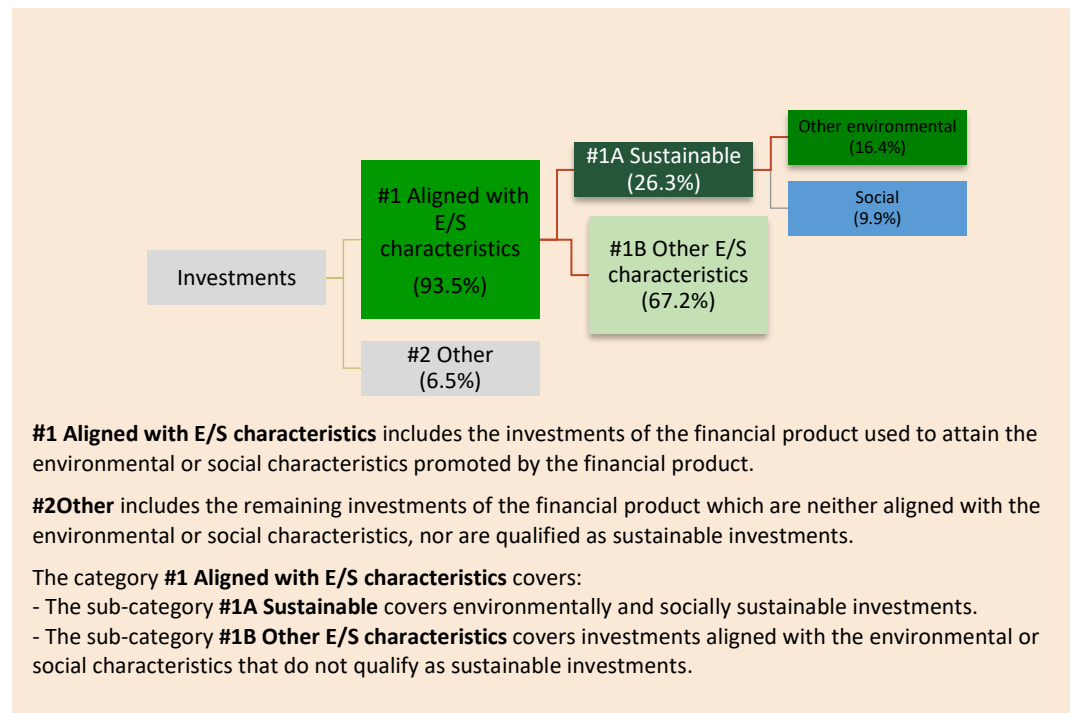 Other environmental
(16.4%)
#1A Sustainable
(26.3%)
#1 Aligned with
E/S
characteristics
(93.5%)
Social
(9.9%)
#1B Other E/S
characteristics
(67.2%)
Investments
#2 Other
(6.5%)
#1 Aligned with E/S characteristics includes the investments of the financial product used to attain the
environmental or social characteristics promoted by the financial product.
#2Other includes the remaining investments of the financial product which are neither aligned with the
environmental or social characteristics, nor are qualified as sustainable investments.
The category #1 Aligned with E/S characteristics covers:
- The sub-category #1A Sustainable covers environmentally and socially sustainable investments.
- The sub-category #1B Other E/S characteristics covers investments aligned with the environmental or
social characteristics that do not qualify as sustainable investments.